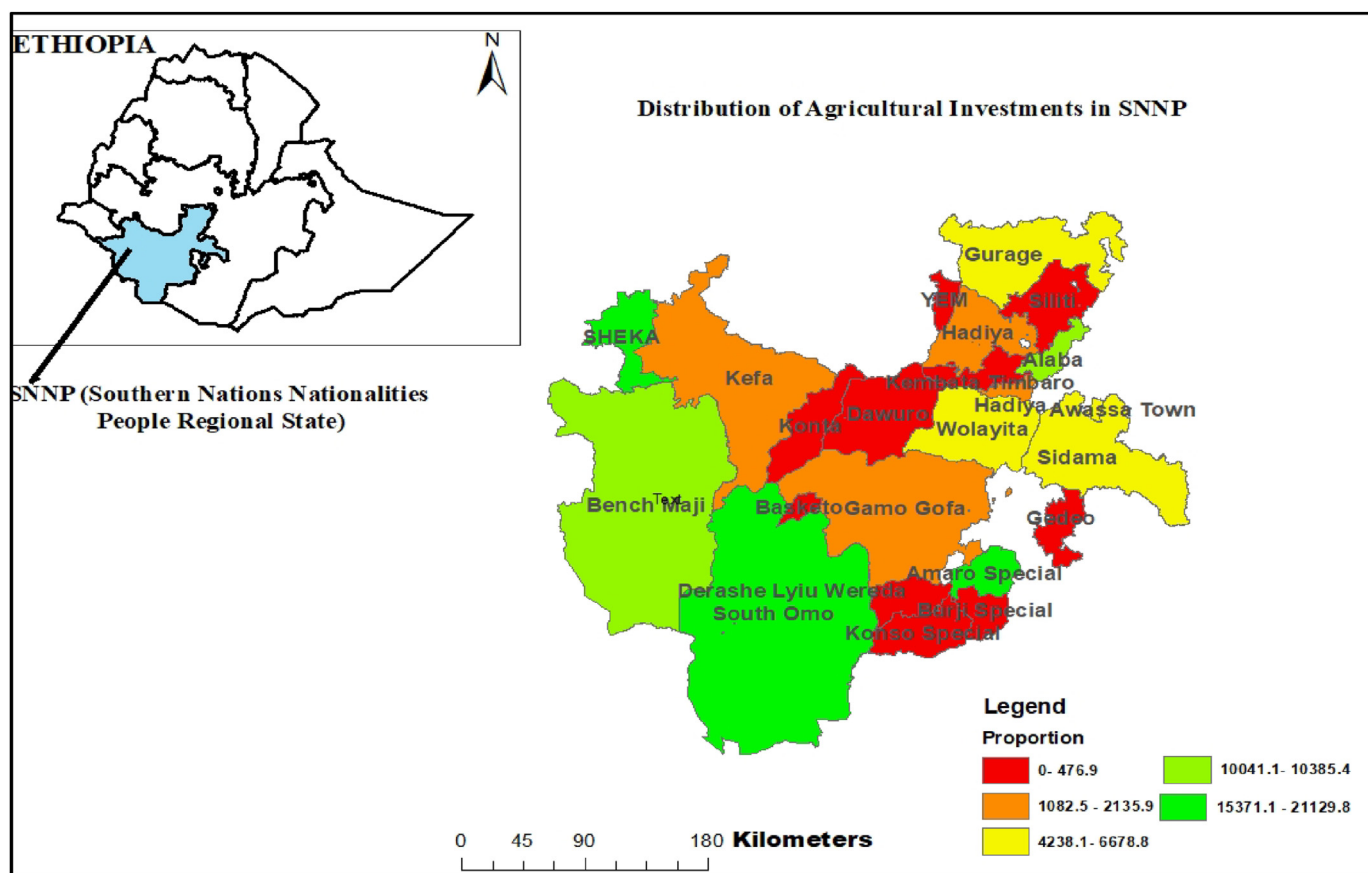 ETHIOPIA
N
Distribution of Agricultural Investments in SNNP
SNNP (Southern Nations Nationalities
People Regional State)
Gurage
YEM
Siliti
Hadiya
SHEKA
Alaba
Kefa
Kembata Timbaro
Hadiya
Awassa Town
Konta
Dawuro
Wolayita
Sidama
Bench Maji
Text
Basketo
Gamo Gofa
Gedeo
Amaro Special
Derashe Lyiu Wereda
South Omo
Burji Special
Konso Special
Legend
Proportion
0- 476.9
10041.1- 10385.4
1082.5 - 2135.9
15371.1 - 21129.8
4238.1- 6678.8
0 45 90 180 Kilometers